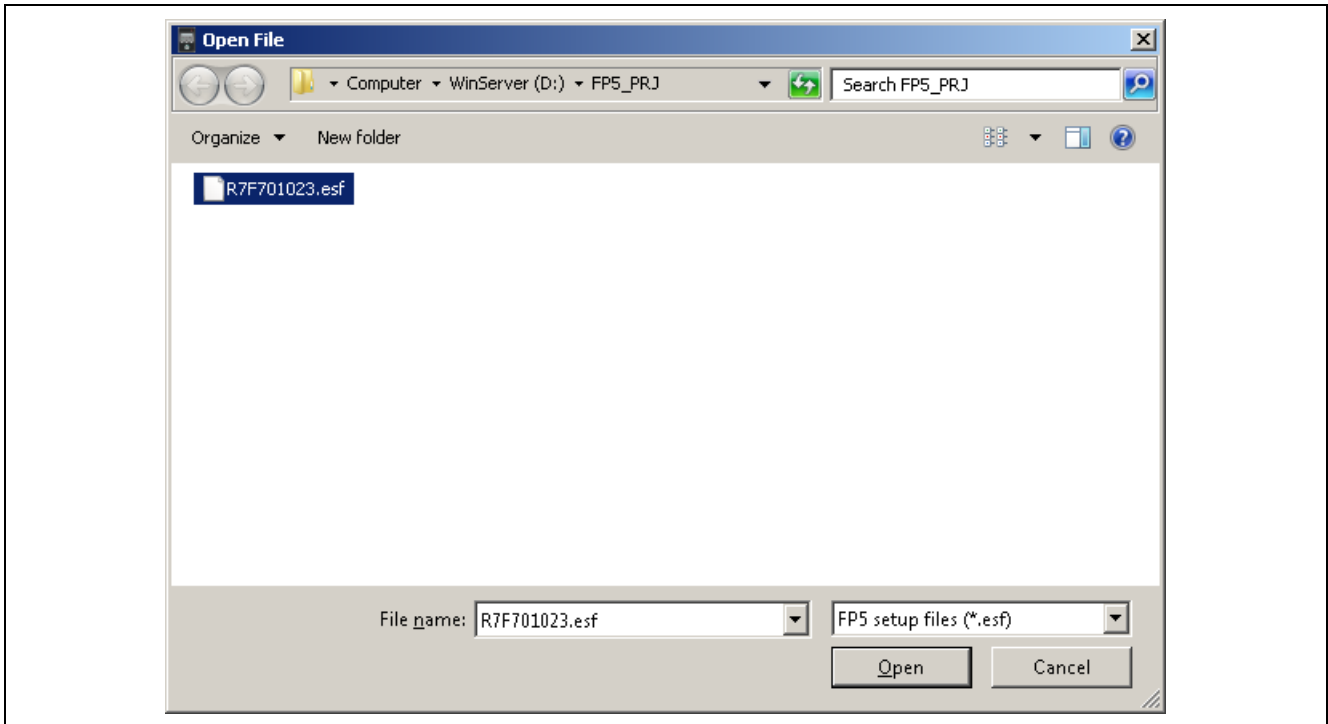 Open File
Computer WinServer (D:) FP5_PRJ Search FP5_PRJ
Organize New folder
R7F701023.esf
File name: R7F701023.esf FP5 setup files (*.esf)
Open Cancel